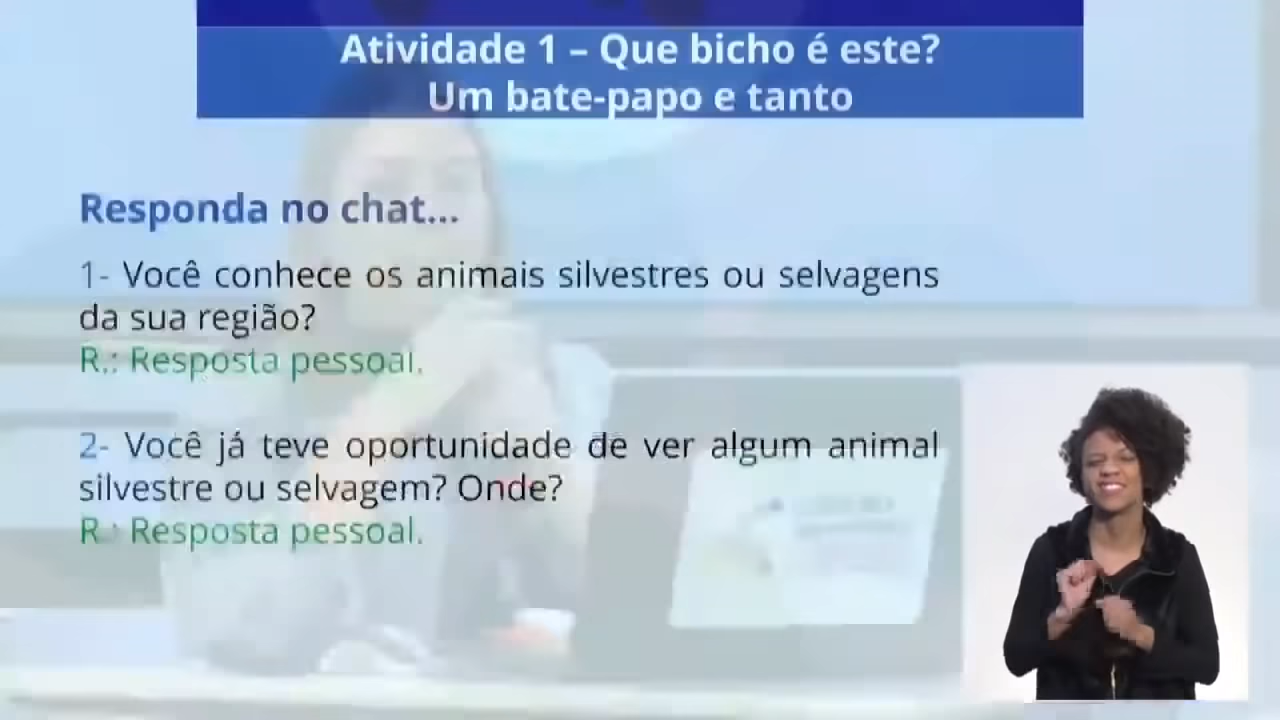 Atividade 1 – Que bicho é este?
Um bate-papo e tanto
Responda no chat...
1- Você conhece os animais silvestres ou selvagens
da sua região?
R.: Resposta pessoal.
2- Você já teve oportunidade de ver algum animal
silvestre ou selvagem? Onde?
R.: Resposta pessoal.